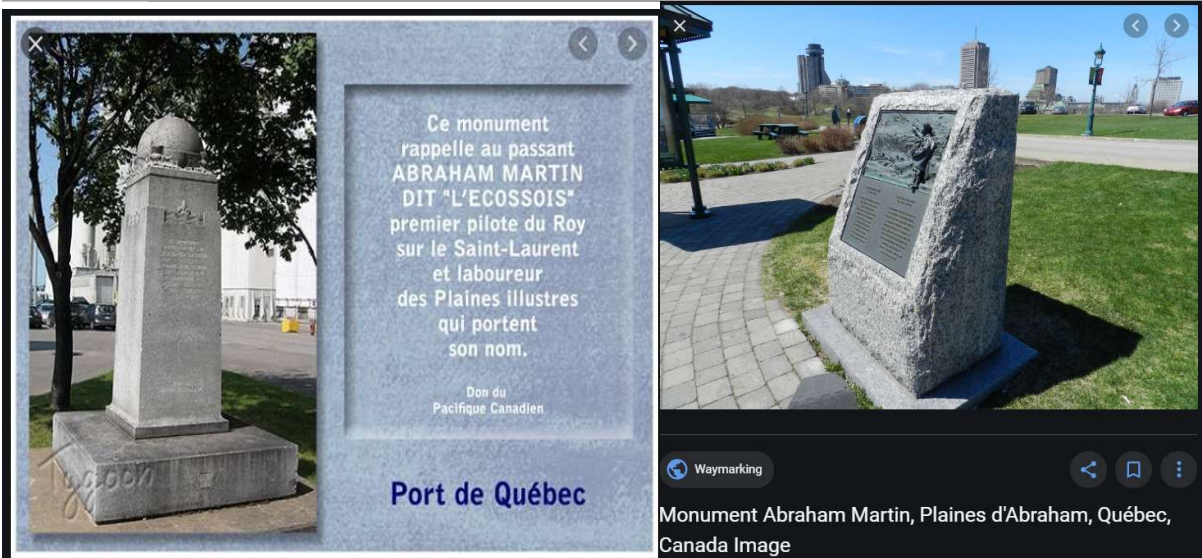 Ce monument
rappelle au passant
ABRAHAM MARTIN
DIT "L'ECOSSOIS"
premier pilote du Roy
sur le Saint-Laurent
et laboureur
des Plaines illustres
qui portent
son nom.
Don du
Pacifique Canadien
Port de Québec
Tycoon
Waymarking
Monument Abraham Martin, Plaines d'Abraham, Québec,
Canada Image